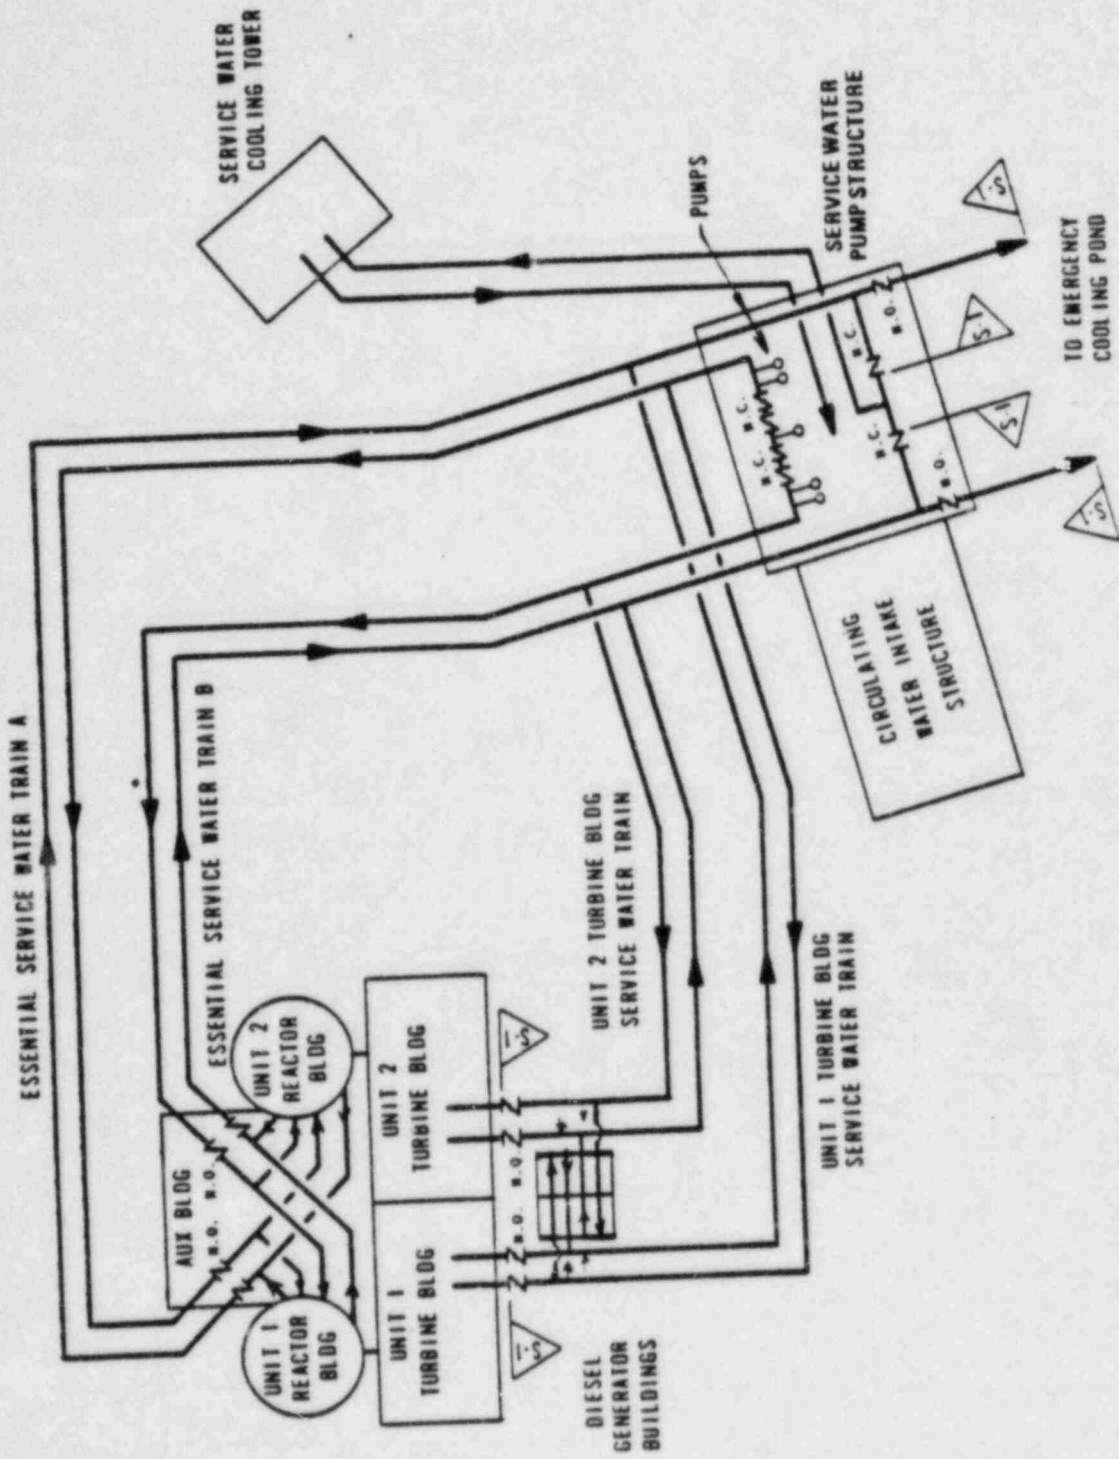 ESSENTIAL SERVICE WATER TRAIN A
SERVICE WATER
COOLING TOWER
ESSENTIAL SERVICE WATER TRAIN B
AUX BLDG
N.O.
N.O.
UNIT 1
REACTOR
BLDG
UNIT 2
REACTOR
BLDG
UNIT 1
TURBINE BLDG
UNIT 2
TURBINE BLDG
N.O.
N.O.
S-1
S-1
DIESEL
GENERATOR
BUILDINGS
UNIT 2 TURBINE BLDG
SERVICE WATER TRAIN
UNIT 1 TURBINE BLDG
SERVICE WATER TRAIN
PUMPS
SERVICE WATER
PUMP STRUCTURE
N.C.
N.C.
N.C.
N.C.
N.O.
N.O.
CIRCULATING
WATER INTAKE
STRUCTURE
S-1
S-1
S-1
S-1
TO EMERGENCY
COOLING POND